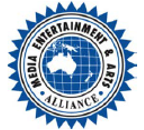 MEDIA ENTERTAINMENT & ARTS
• ALLIANCE •